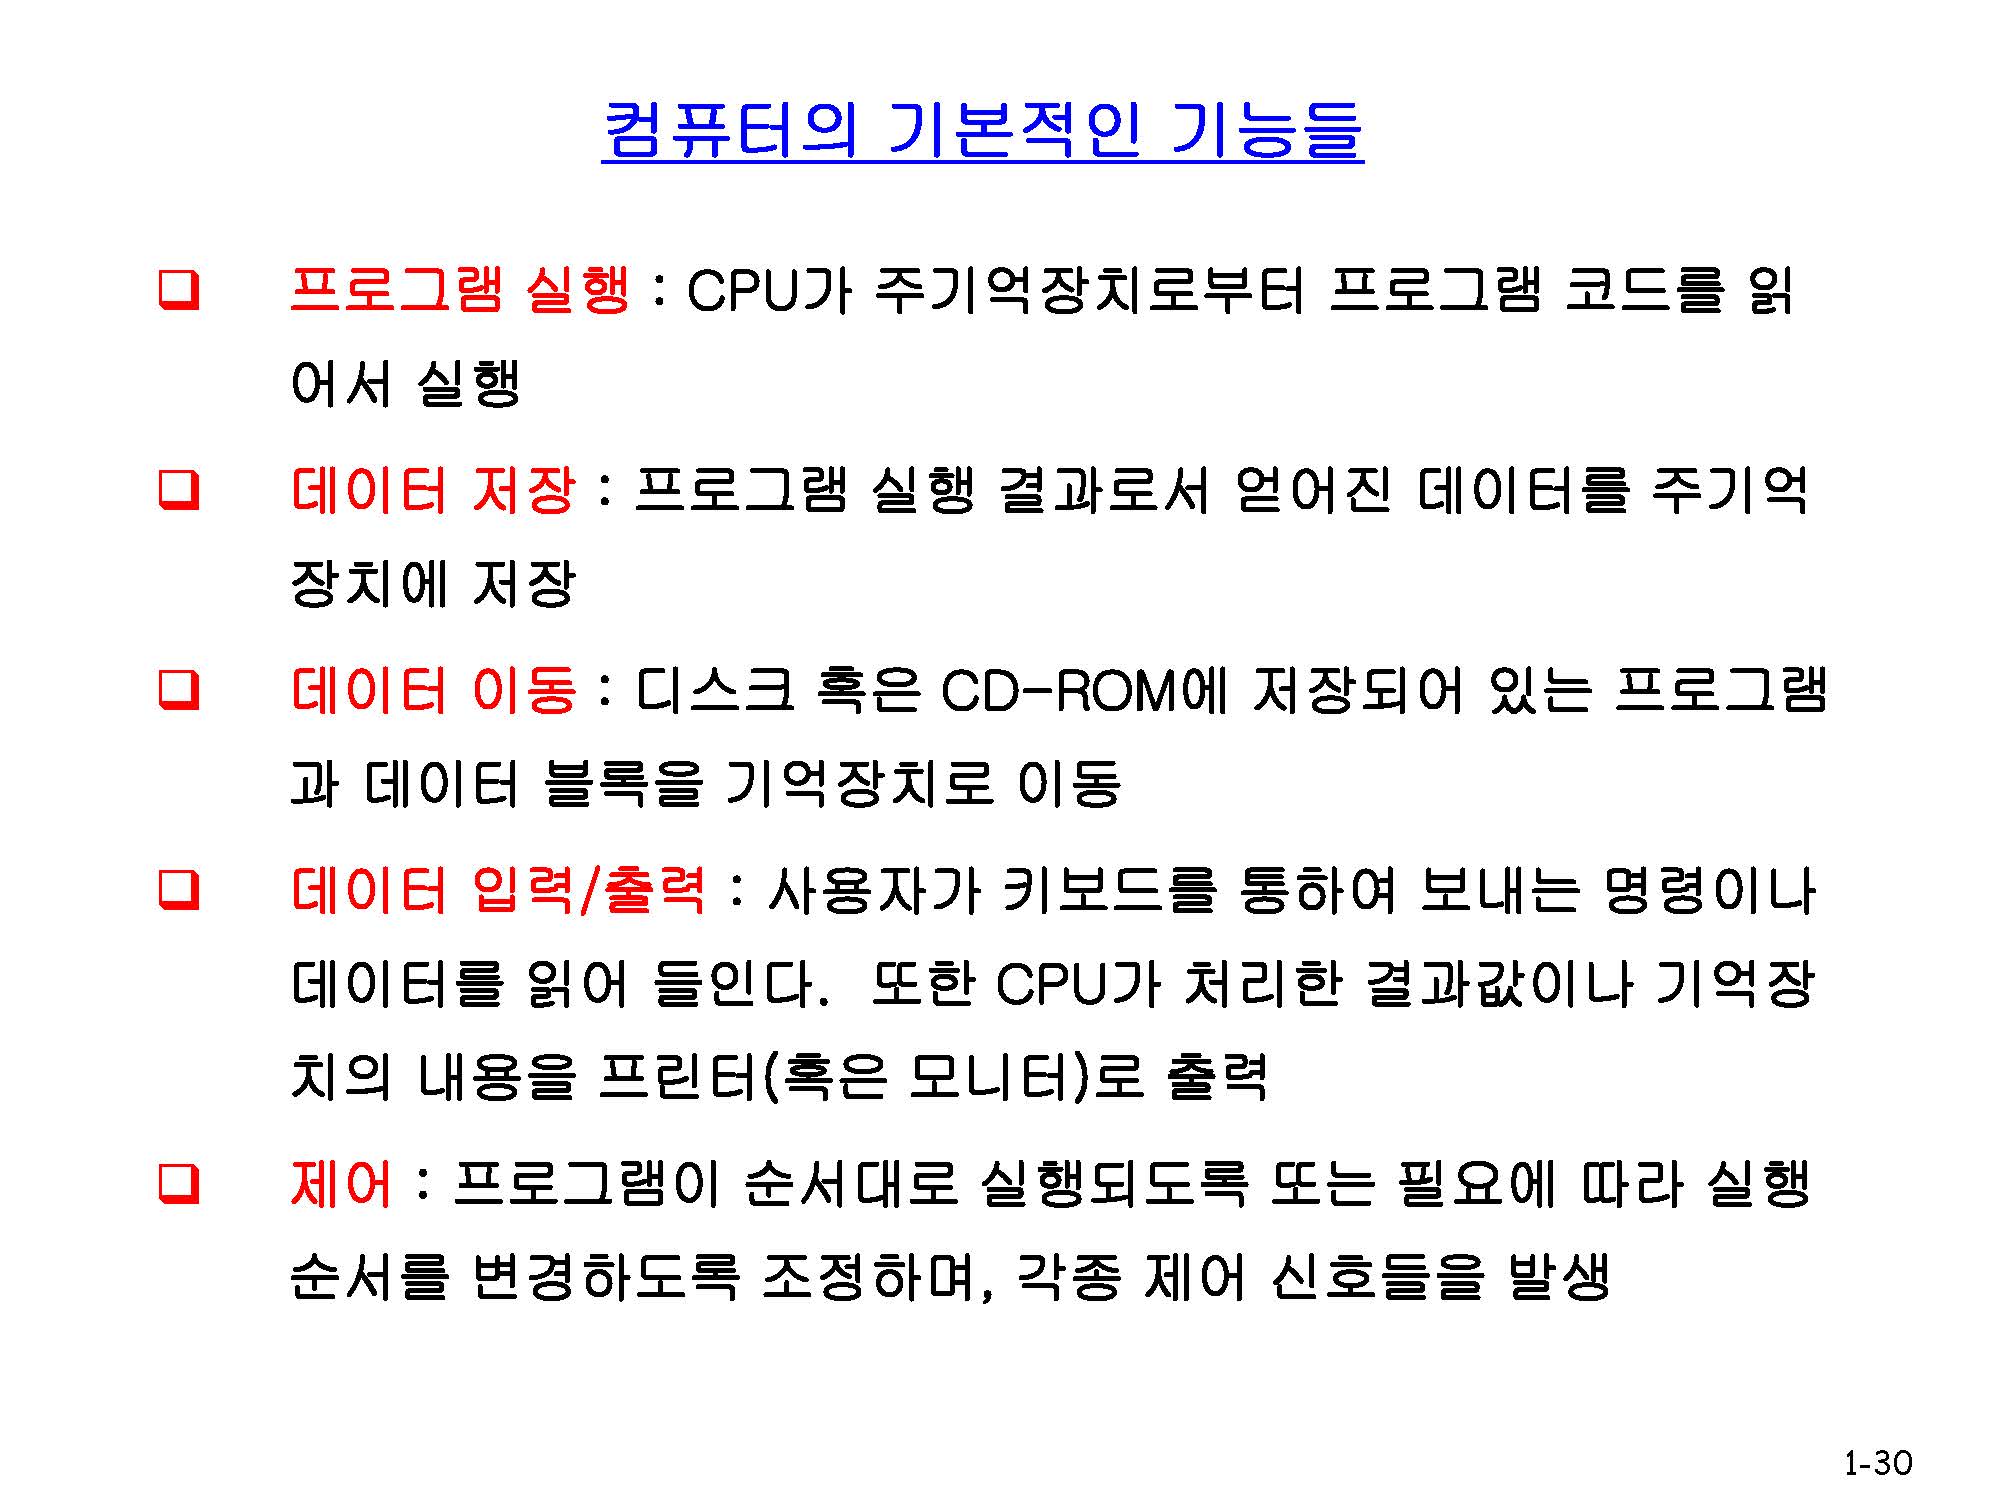 컴퓨터의 기본적인 기능들
프로그램 실행 : CPU가 주기억장치로부터 프로그램 코드를 읽
어서 실행
데이터 저장 : 프로그램 실행 결과로서 얻어진 데이터를 주기억
장치에 저장
데이터 이동 : 디스크 혹은 CD-ROM에 저장되어 있는 프로그램
과 데이터 블록을 기억장치로 이동
데이터 입력/출력 : 사용자가 키보드를 통하여 보내는 명령이나
데이터를 읽어 들인다. 또한 CPU가 처리한 결과값이나 기억장
치의 내용을 프린터(혹은 모니터)로 출력
제어 : 프로그램이 순서대로 실행되도록 또는 필요에 따라 실행
순서를 변경하도록 조정하며, 각종 제어 신호들을 발생
1-30